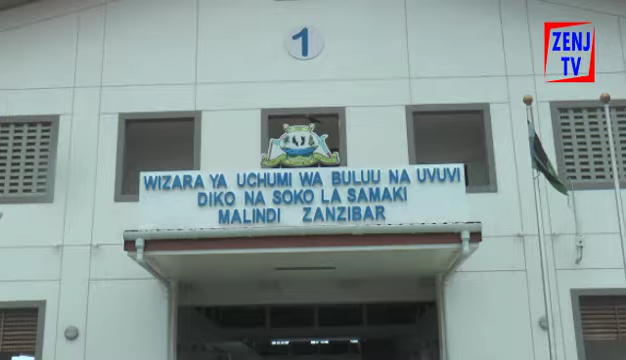 1
ZENJ
TV
WIZARA YA UCHUMI WA BULUU NA UVUVI
DIKO NA SOKO LA SAMAKI
MALINDI ZANZIBAR